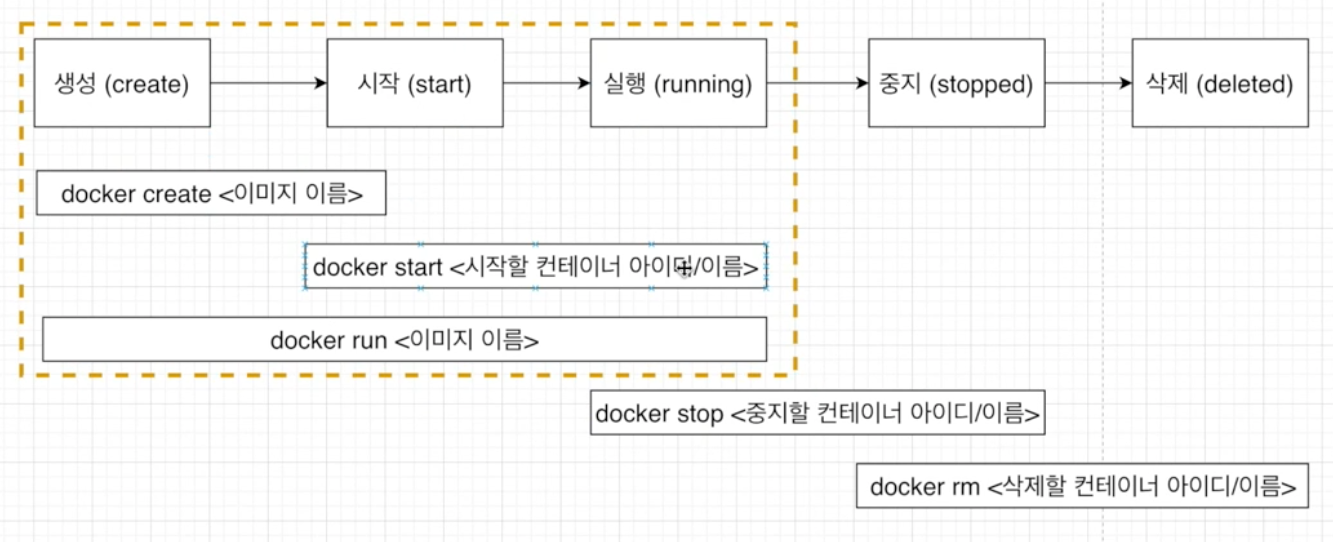 생성 (create)
시작 (start)
실행 (running)
중지 (stopped)
삭제 (deleted)
docker create <이미지 이름>
docker start <시작할 컨테이너 아이디/이름>
docker run <이미지 이름>
docker stop <중지할 컨테이너 아이디/이름>
docker rm <삭제할 컨테이너 아이디/이름>